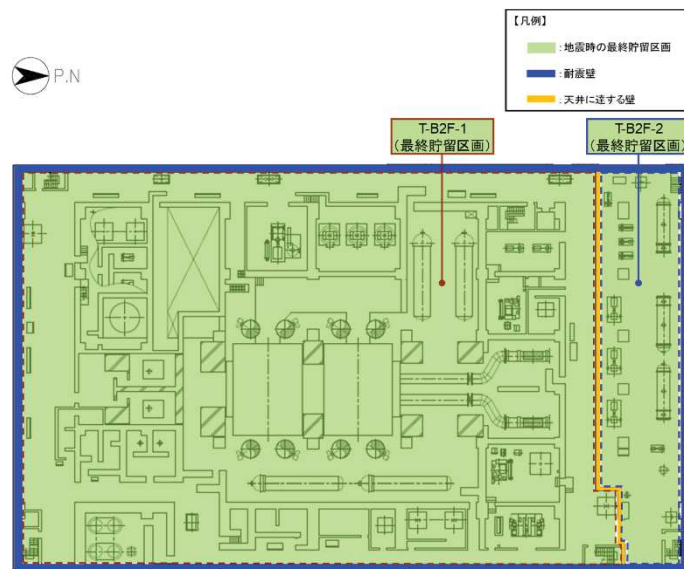 【凡例】
:地震時の最終貯留区画
:耐震壁
:天井に達する壁
P.N
T-B2F-1
(最終貯留区画)
T-B2F-2
(最終貯留区画)